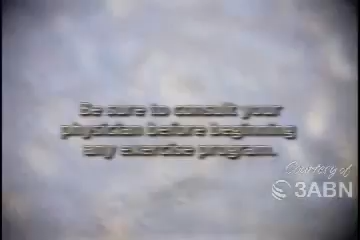 Be sure to consult your
physician before beginning
any exercise program.
Courtesy of
3ABN